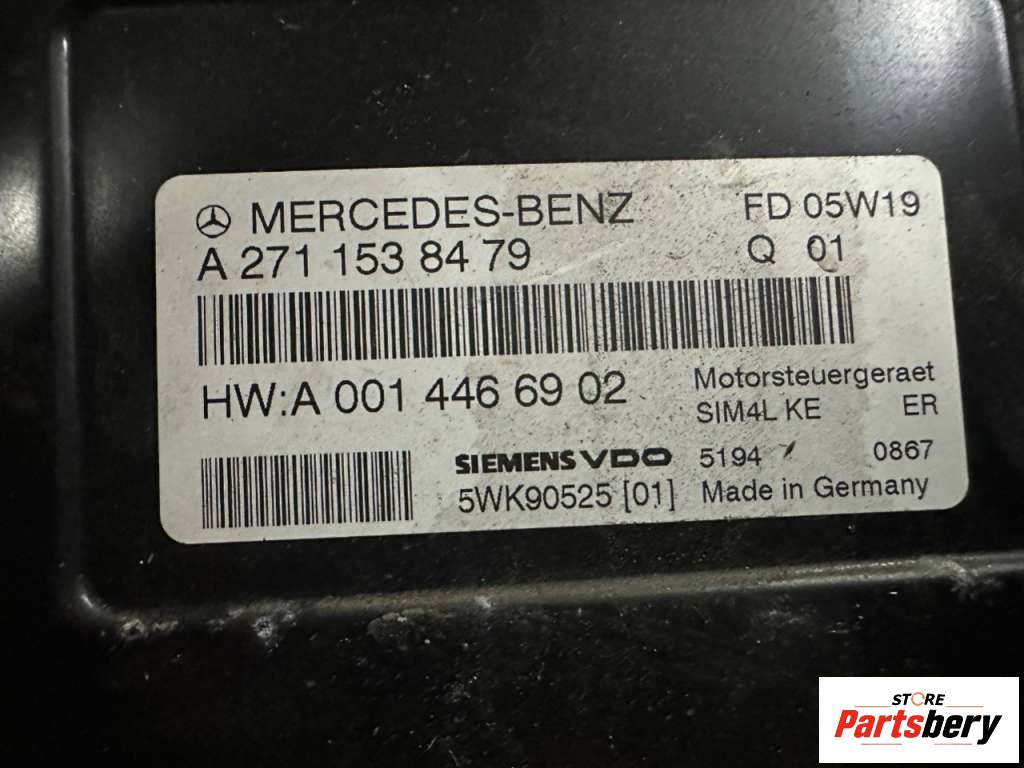 MERCEDES-BENZ FD 05W19
A 271 153 84 79 Q 01
HW:A 001 446 69 02 Motorsteuergeraet
SIM4L KE ER
SIEMENS VDO 5194 0867
5WK90525 [01] Made in Germany
STORE
Partsbery